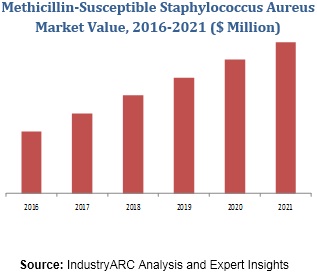 Methicillin-Susceptible Staphylococcus Aureus
Market Value, 2016-2021 ($ Million)
2016 2017 2018 2019 2020 2021
Source: IndustryARC Analysis and Expert Insights